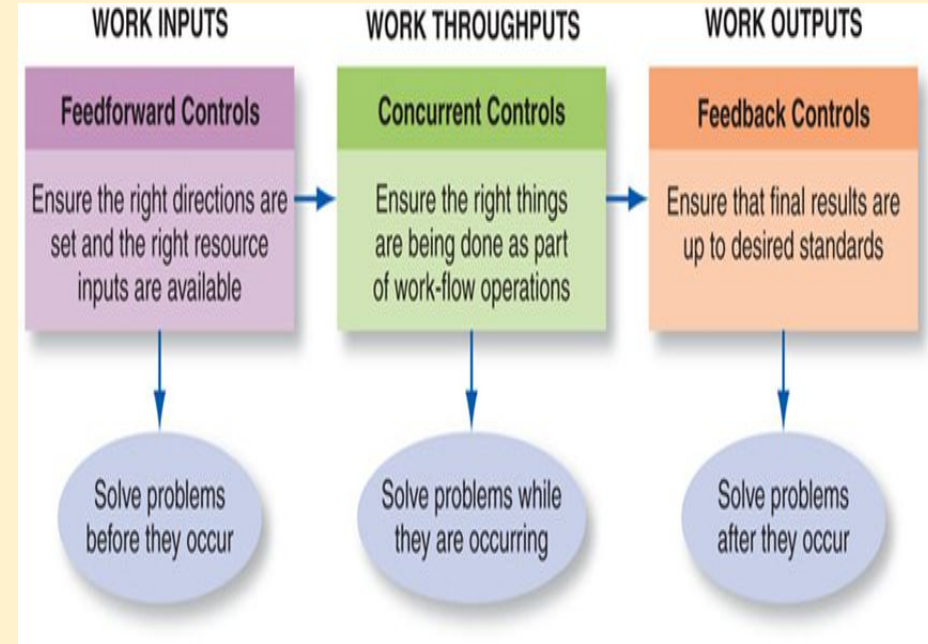 WORK INPUTS
WORK THROUGHPUTS
WORK OUTPUTS
Feedforward Controls
Ensure the right directions are
set and the right resource
inputs are available
Concurrent Controls
Ensure the right things
are being done as part
of work-flow operations
Feedback Controls
Ensure that final results are
up to desired standards
Solve problems
before they occur
Solve problems while
they are occurring
Solve problems
after they occur